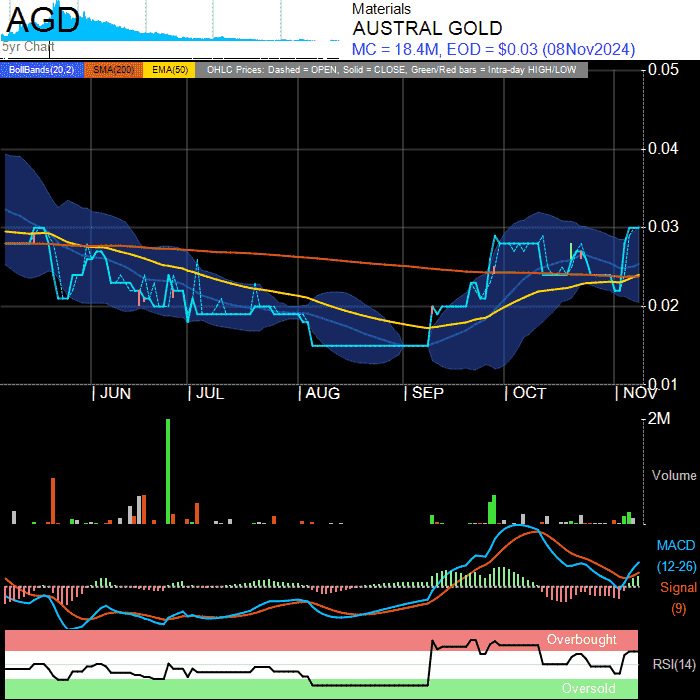 AGD
5yr Chart
Materials
AUSTRAL GOLD
MC = 18.4M, EOD = $0.03 (08Nov2024)
BollBands(20,2) SMA(200) EMA(50) OHLC Prices: Dashed = OPEN, Solid = CLOSE, Green/Red bars = Intra-day HIGH/LOW
0.05
0.04
0.03
0.02
0.01
JUN JUL AUG SEP OCT NOV
2M
Volume
MACD
(12-26)
Signal
(9)
Overbought
RSI(14)
Oversold